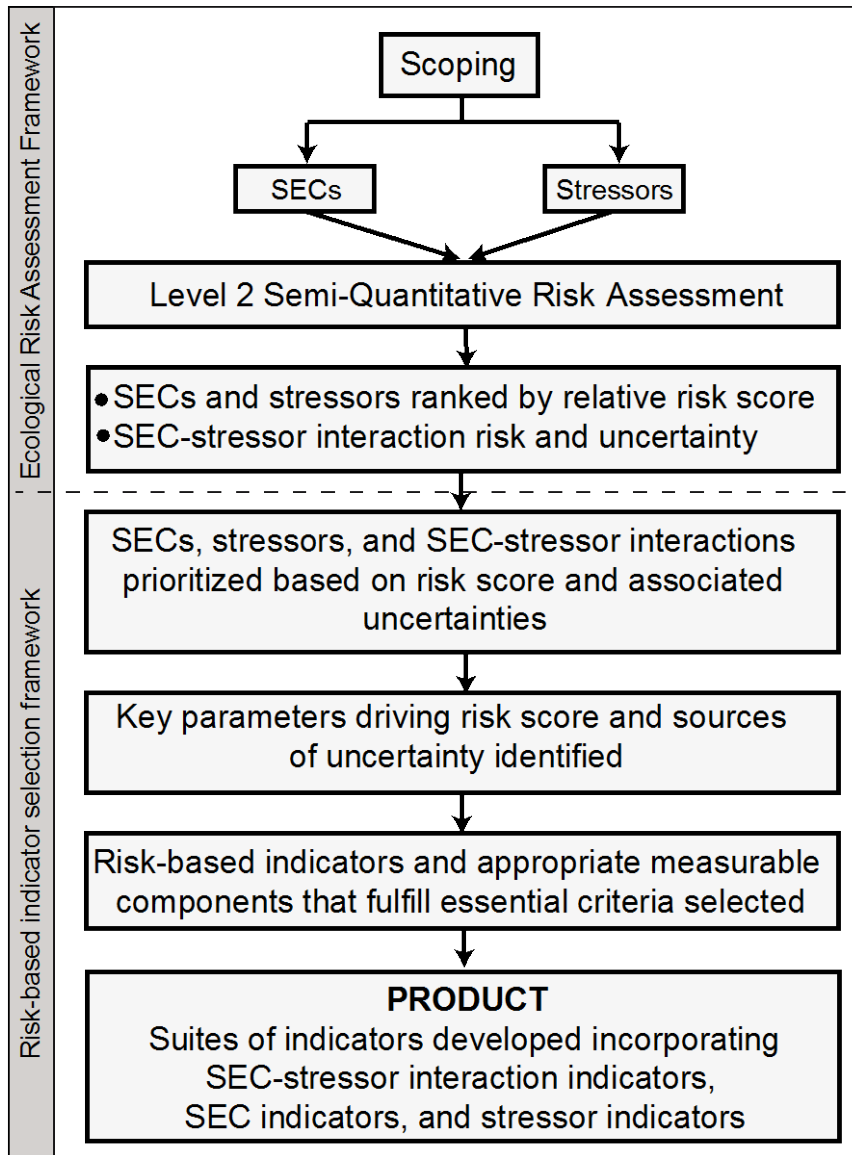 Ecological Risk Assessment Framework
Scoping
SECs
Stressors
Level 2 Semi-Quantitative Risk Assessment
•SECs and stressors ranked by relative risk score
•SEC-stressor interaction risk and uncertainty
Risk-based indicator selection framework
SECs, stressors, and SEC-stressor interactions
prioritized based on risk score and associated
uncertainties
Key parameters driving risk score and sources
of uncertainty identified
Risk-based indicators and appropriate measurable
components that fulfill essential criteria selected
PRODUCT
Suites of indicators developed incorporating
SEC-stressor interaction indicators,
SEC indicators, and stressor indicators